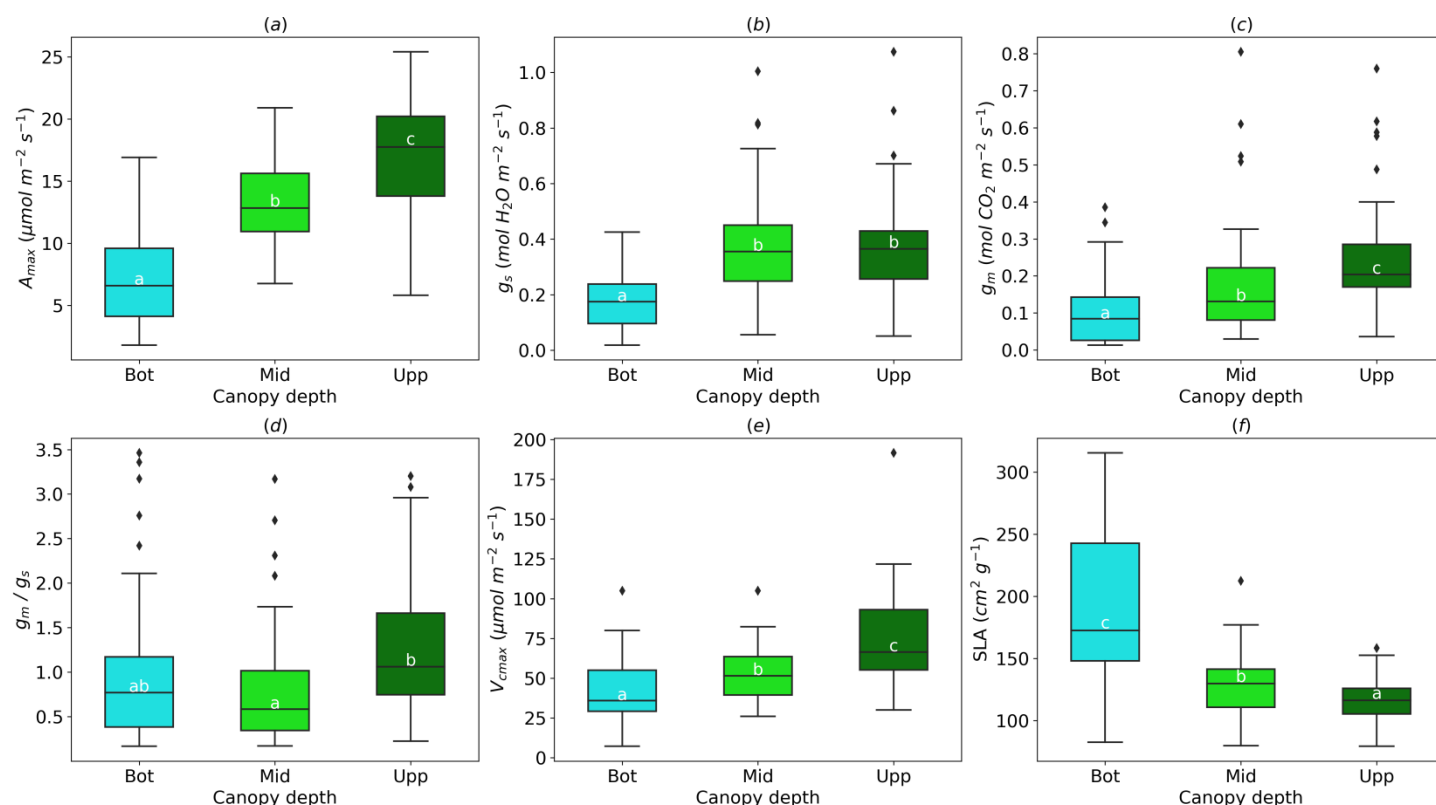 (a)
25
20
15
10
5
A_max (μmol m⁻² s⁻¹)
a
b
c
Bot Mid Upp
Canopy depth
(b)
1.0
0.8
0.6
0.4
0.2
0.0
g_s (mol H₂O m⁻² s⁻¹)
a
b
b
Bot Mid Upp
Canopy depth
(c)
0.8
0.7
0.6
0.5
0.4
0.3
0.2
0.1
0.0
g_m (mol CO₂ m⁻² s⁻¹)
a
b
c
Bot Mid Upp
Canopy depth
(d)
3.5
3.0
2.5
2.0
1.5
1.0
0.5
g_m / g_s
ab
a
b
Bot Mid Upp
Canopy depth
(e)
200
175
150
125
100
75
50
25
0
V_cmax (μmol m⁻² s⁻¹)
a
b
c
Bot Mid Upp
Canopy depth
(f)
300
250
200
150
100
SLA (cm² g⁻¹)
c
b
a
Bot Mid Upp
Canopy depth